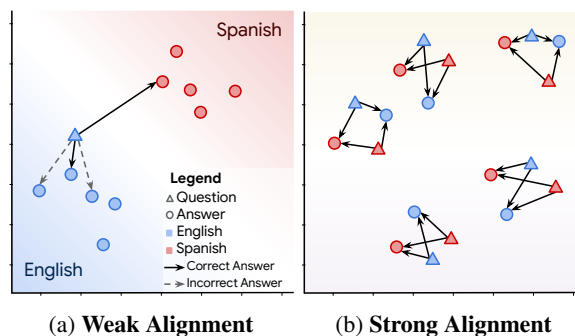 Spanish
English
Legend
Question
Answer
English
Spanish
Correct Answer
Incorrect Answer
(a) Weak Alignment
(b) Strong Alignment